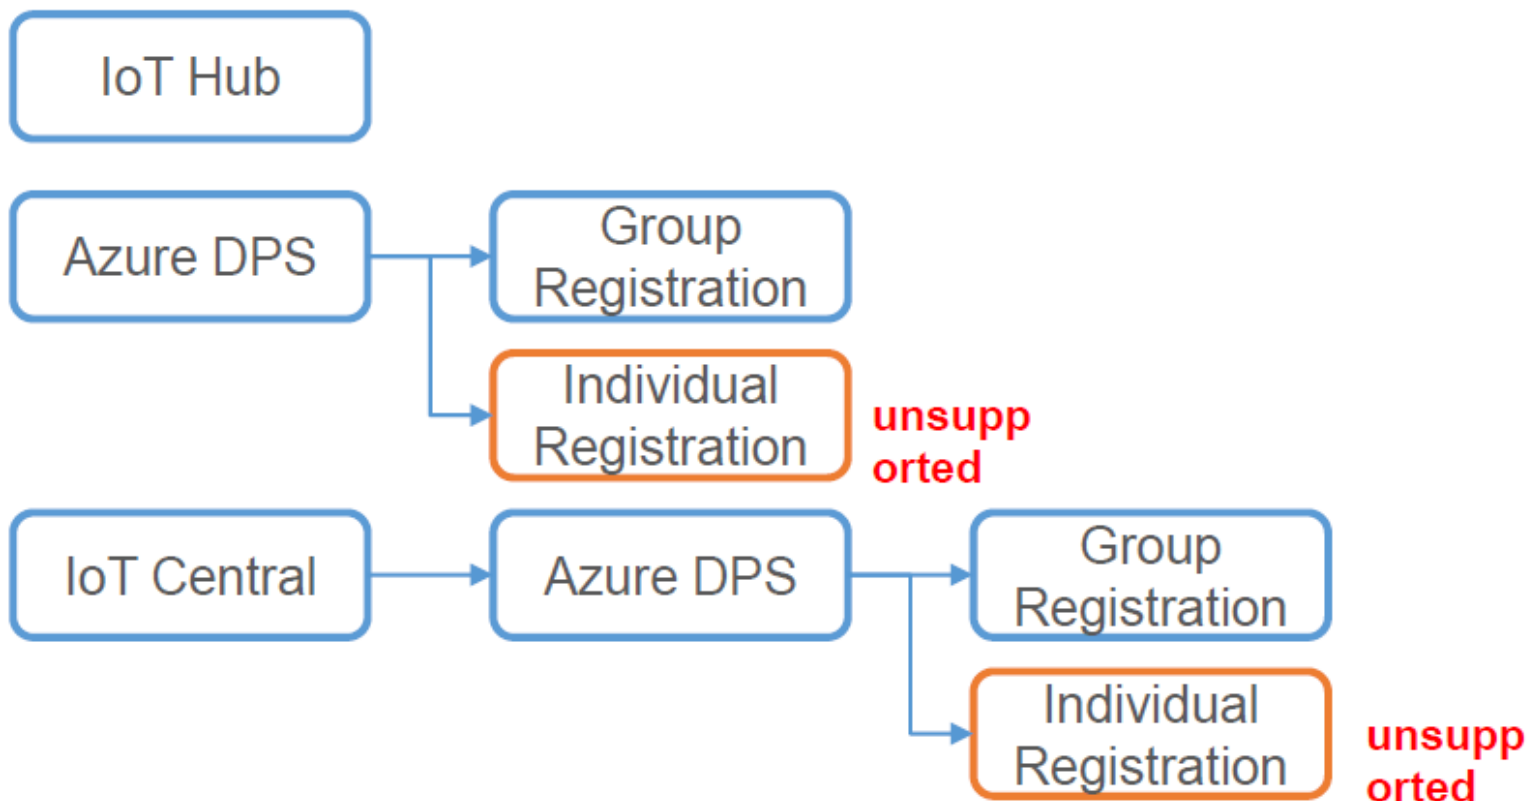 IoT Hub
Azure DPS
Group
Registration
Individual
Registration
unsupp
orted
IoT Central
Azure DPS
Group
Registration
Individual
Registration
unsupp
orted